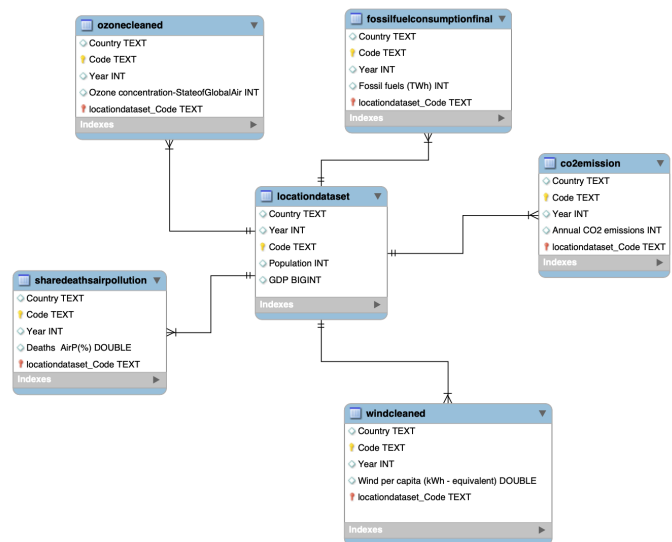 ozonecleaned
Country TEXT
Code TEXT
Year INT
Ozone concentration-StateofGlobalAir INT
locationdataset_Code TEXT
Indexes
fossilfuelconsumptionfinal
Country TEXT
Code TEXT
Year INT
Fossil fuels (TWh) INT
locationdataset_Code TEXT
Indexes
co2emission
Country TEXT
Code TEXT
Year INT
Annual CO2 emissions INT
locationdataset_Code TEXT
Indexes
locationdataset
Country TEXT
Year INT
Code TEXT
Population INT
GDP BIGINT
Indexes
sharedeathsairpollution
Country TEXT
Code TEXT
Year INT
Deaths  AirP(%) DOUBLE
locationdataset_Code TEXT
Indexes
windcleaned
Country TEXT
Code TEXT
Year INT
Wind per capita (kWh - equivalent) DOUBLE
locationdataset_Code TEXT
Indexes